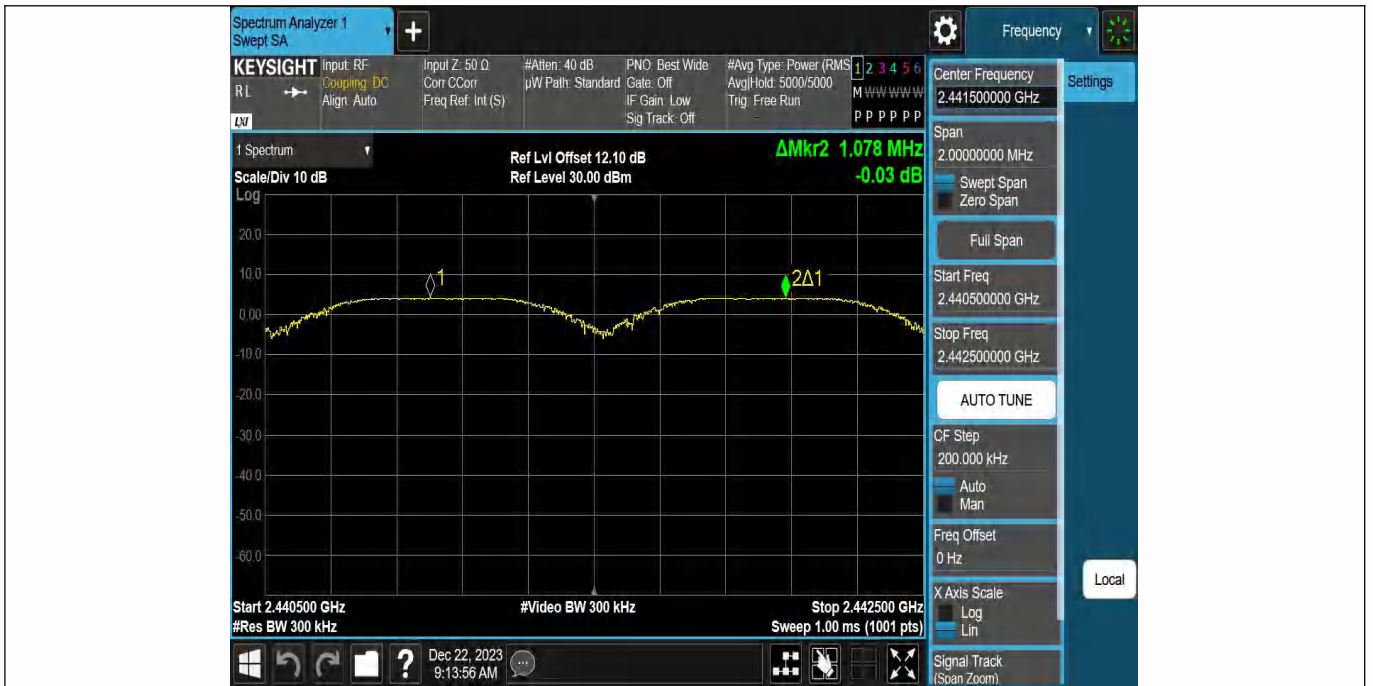 Spectrum Analyzer 1
Swept SA
Frequency
KEYSIGHT
RL
LXI
Input: RF
Coupling: DC
Align: Auto
Input Z: 50 Ω
Corr CCorr
Freq Ref: Int (S)
#Atten: 40 dB
µW Path: Standard
PNO: Best Wide
Gate: Off
IF Gain: Low
Sig Track: Off
#Avg Type: Power (RMS
Avg|Hold: 5000/5000
Trig: Free Run
1 2 3 4 5 6
M W W W W W
P P P P P P
1 Spectrum
Scale/Div 10 dB
Log
Ref Lvl Offset 12.10 dB
Ref Level 30.00 dBm
ΔMkr2 1.078 MHz
-0.03 dB
20.0
10.0
0.00
-10.0
-20.0
-30.0
-40.0
-50.0
-60.0
1
2Δ1
Start 2.440500 GHz
#Res BW 300 kHz
#Video BW 300 kHz
Stop 2.442500 GHz
Sweep 1.00 ms (1001 pts)
Center Frequency
2.441500000 GHz
Settings
Span
2.00000000 MHz
Swept Span
Zero Span
Full Span
Start Freq
2.440500000 GHz
Stop Freq
2.442500000 GHz
AUTO TUNE
CF Step
200.000 kHz
Auto
Man
Freq Offset
0 Hz
X Axis Scale
Log
Lin
Signal Track
(Span Zoom)
Local
?
Dec 22, 2023
9:13:56 AM